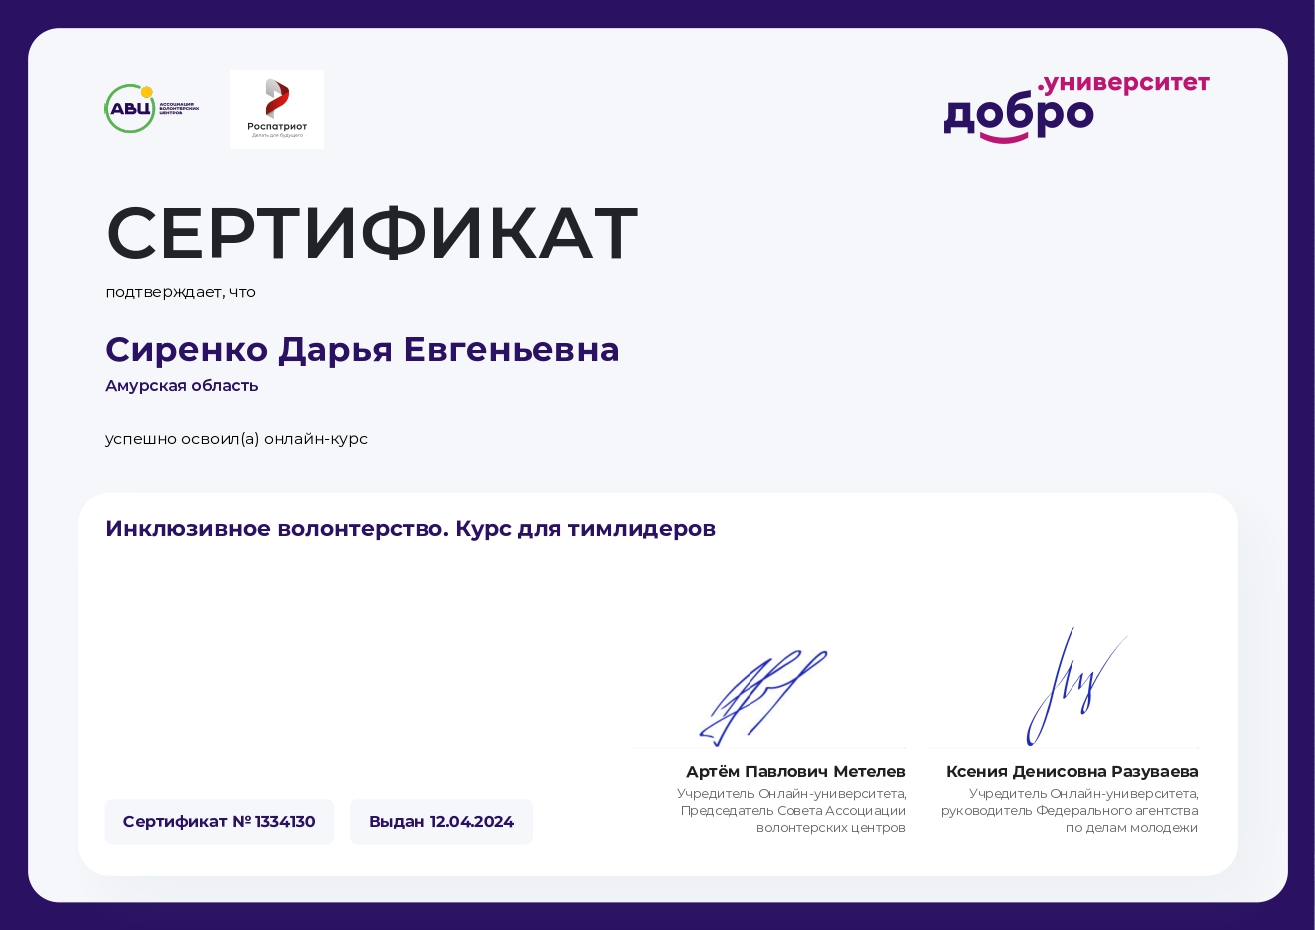 АВЦ
АССОЦИАЦИЯ
ВОЛОНТЕРСКИХ
ЦЕНТРОВ
Роспатриот
Делать для будущего
.университет
добро
СЕРТИФИКАТ
подтверждает, что
Сиренко Дарья Евгеньевна
Амурская область
успешно освоил(а) онлайн-курс
Инклюзивное волонтерство. Курс для тимлидеров
Артём Павлович Метелев
Учредитель Онлайн-университета,
Председатель Совета Ассоциации
волонтерских центров
Ксения Денисовна Разуваева
Учредитель Онлайн-университета,
руководитель Федерального агентства
по делам молодежи
Сертификат № 1334130
Выдан 12.04.2024